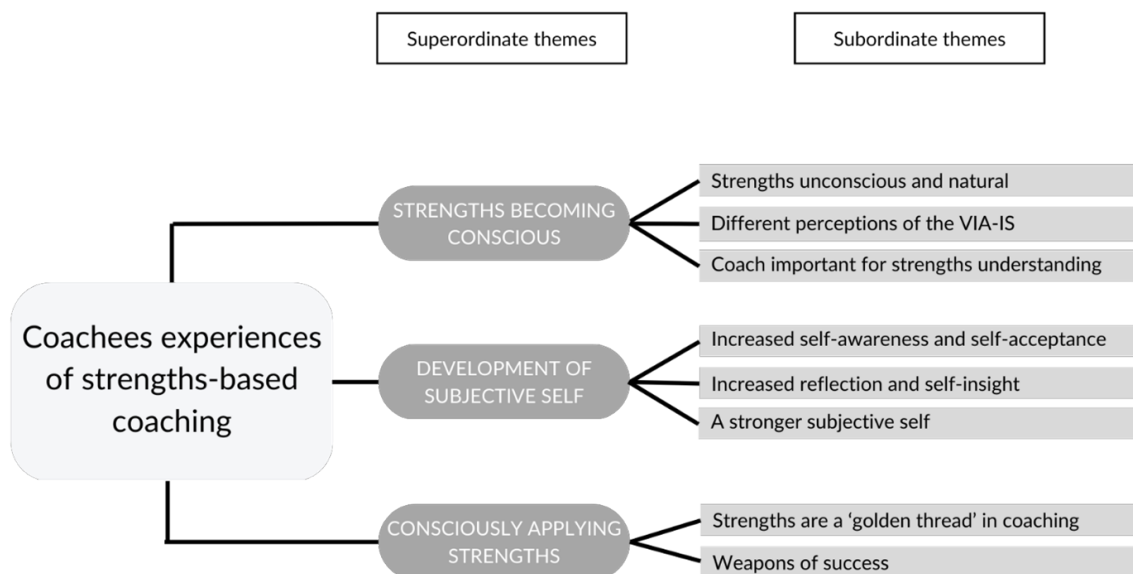 Superordinate themes
Subordinate themes
STRENGTHS BECOMING
CONSCIOUS
Strengths unconscious and natural
Different perceptions of the VIA-IS
Coach important for strengths understanding
Coachees experiences
of strengths-based
coaching
DEVELOPMENT OF
SUBJECTIVE SELF
Increased self-awareness and self-acceptance
Increased reflection and self-insight
A stronger subjective self
CONSCIOUSLY APPLYING
STRENGTHS
Strengths are a ‘golden thread’ in coaching
Weapons of success